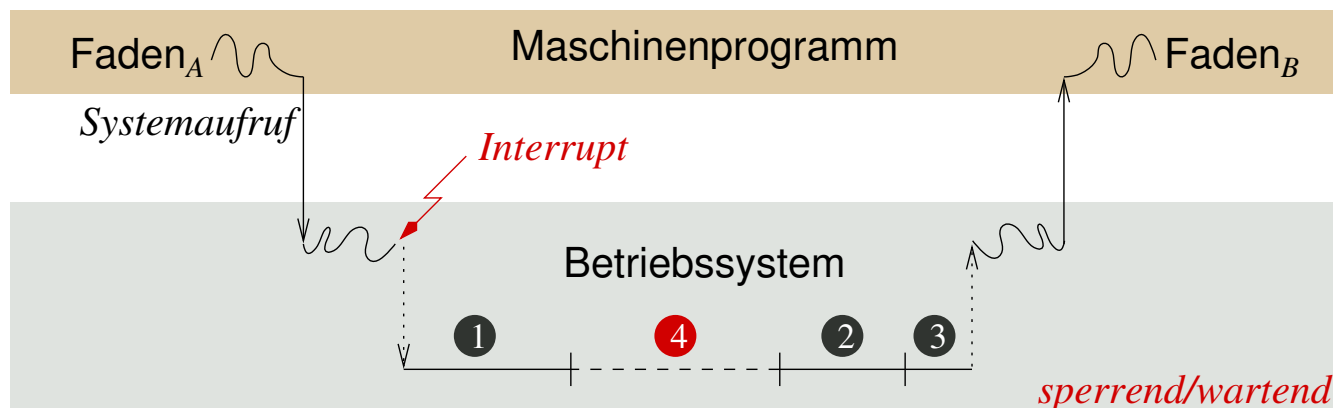 Faden_A Maschinenprogramm Faden_B
Systemaufruf
Interrupt
Betriebssystem
1 4 2 3
sperrend/wartend